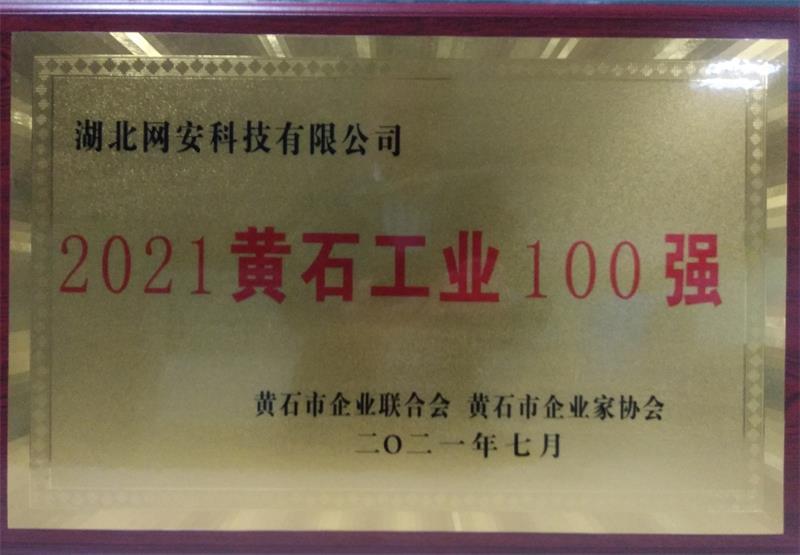 湖北网安科技有限公司
2021黄石工业100强
黄石市企业联合会 黄石市企业家协会
二〇二一年七月